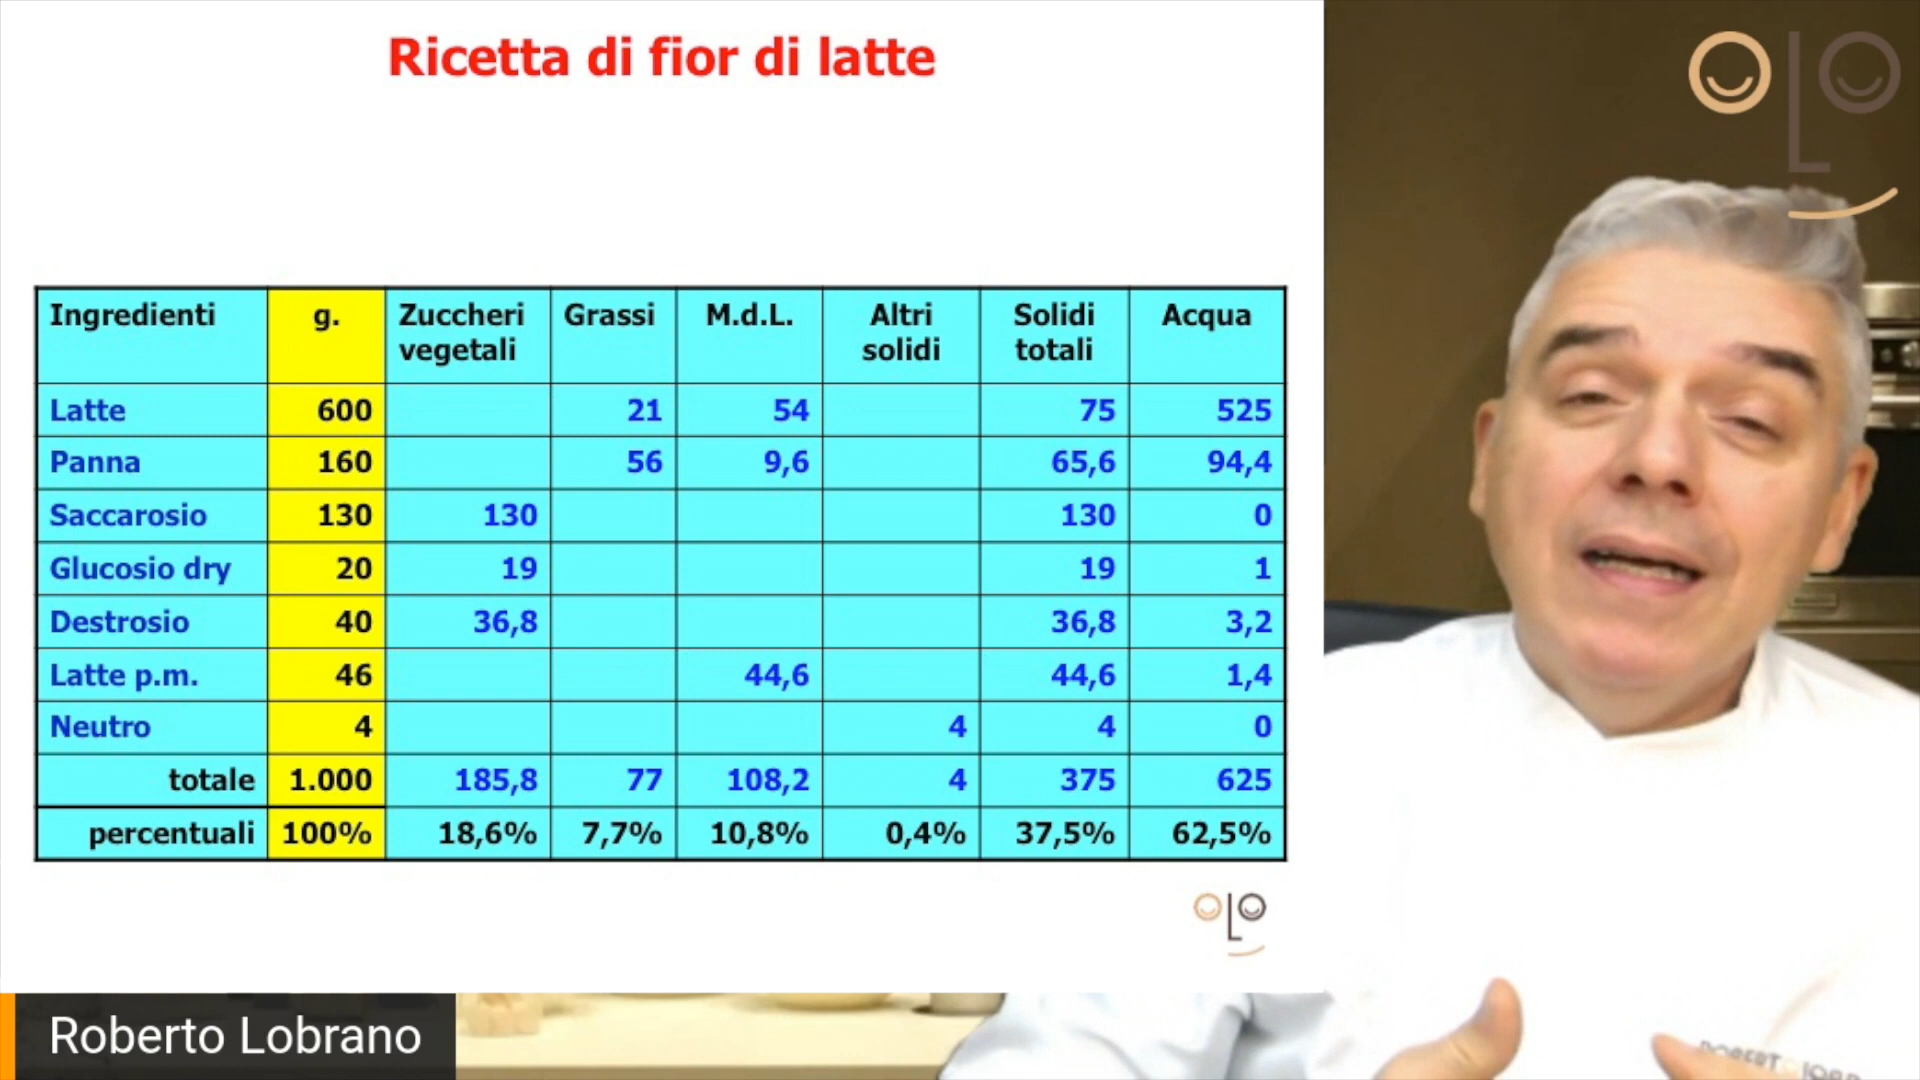 Ricetta di fior di latte
Ingredienti g. Zuccheri vegetali Grassi M.d.L. Altri solidi Solidi totali Acqua
Latte 600 21 54 75 525
Panna 160 56 9,6 65,6 94,4
Saccarosio 130 130 130 0
Glucosio dry 20 19 19 1
Destrosio 40 36,8 36,8 3,2
Latte p.m. 46 44,6 44,6 1,4
Neutro 4 4 4 0
totale 1.000 185,8 77 108,2 4 375 625
percentuali 100% 18,6% 7,7% 10,8% 0,4% 37,5% 62,5%
Roberto Lobrano